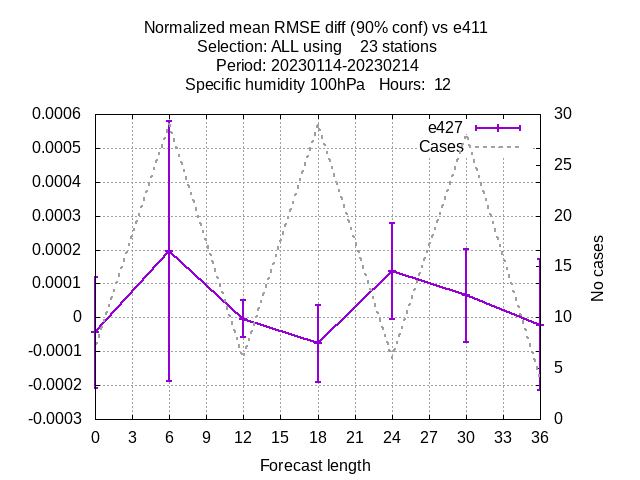 Normalized mean RMSE diff (90% conf) vs e411
Selection: ALL using    23 stations
Period: 20230114-20230214
Specific humidity 100hPa   Hours:  12
0.0006
0.0005
0.0004
0.0003
0.0002
0.0001
0
-0.0001
-0.0002
-0.0003
e427
Cases
30
25
20
15
10
5
0
No cases
0 3 6 9 12 15 18 21 24 27 30 33 36
Forecast length